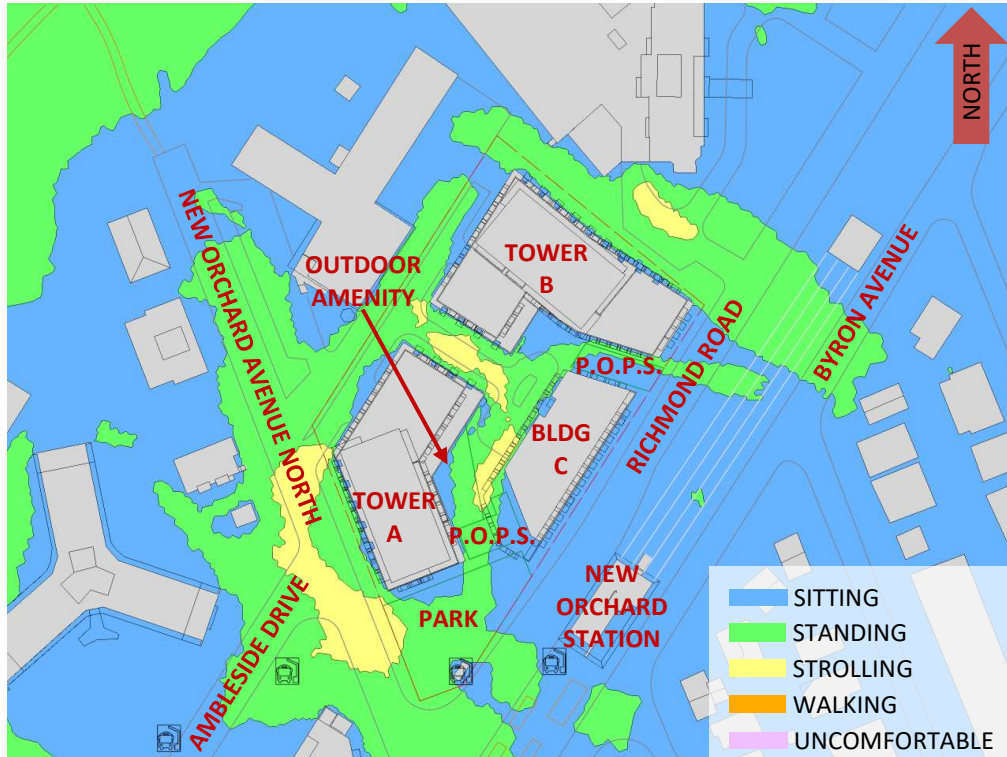 NORTH
NEW ORCHARD AVENUE NORTH
OUTDOOR
AMENITY
TOWER
B
BYRON AVENUE
RICHMOND ROAD
P.O.P.S.
BLDG
C
TOWER
A
P.O.P.S.
AMBLESIDE DRIVE
PARK
NEW
ORCHARD
STATION
SITTING
STANDING
STROLLING
WALKING
UNCOMFORTABLE